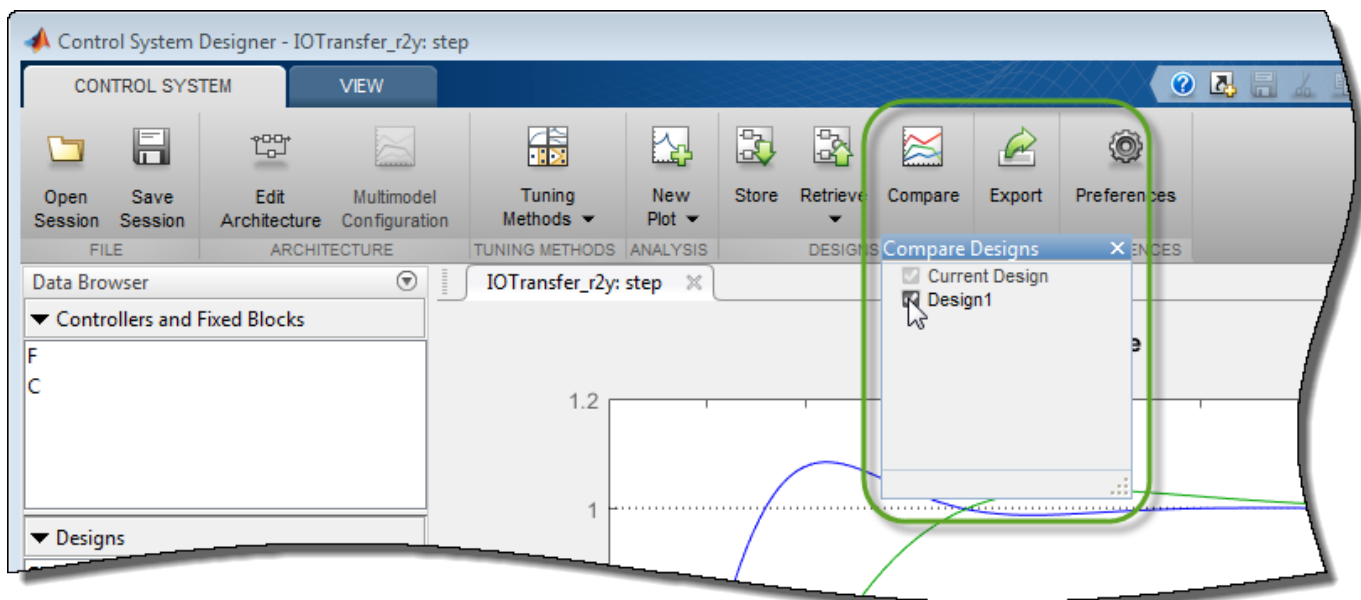 Control System Designer - IOTransfer_r2y: step
CONTROL SYSTEM
VIEW
Open
Session
Save
Session
Edit
Architecture
Multimodel
Configuration
Tuning
Methods
New
Plot
Store
Retrieve
Compare
Export
Preferences
FILE
ARCHITECTURE
TUNING METHODS
ANALYSIS
DESIGNS
ENCES
Compare Designs
Current Design
Design1
Data Browser
IOTransfer_r2y: step
Controllers and Fixed Blocks
F
C
e
1.2
1
Designs